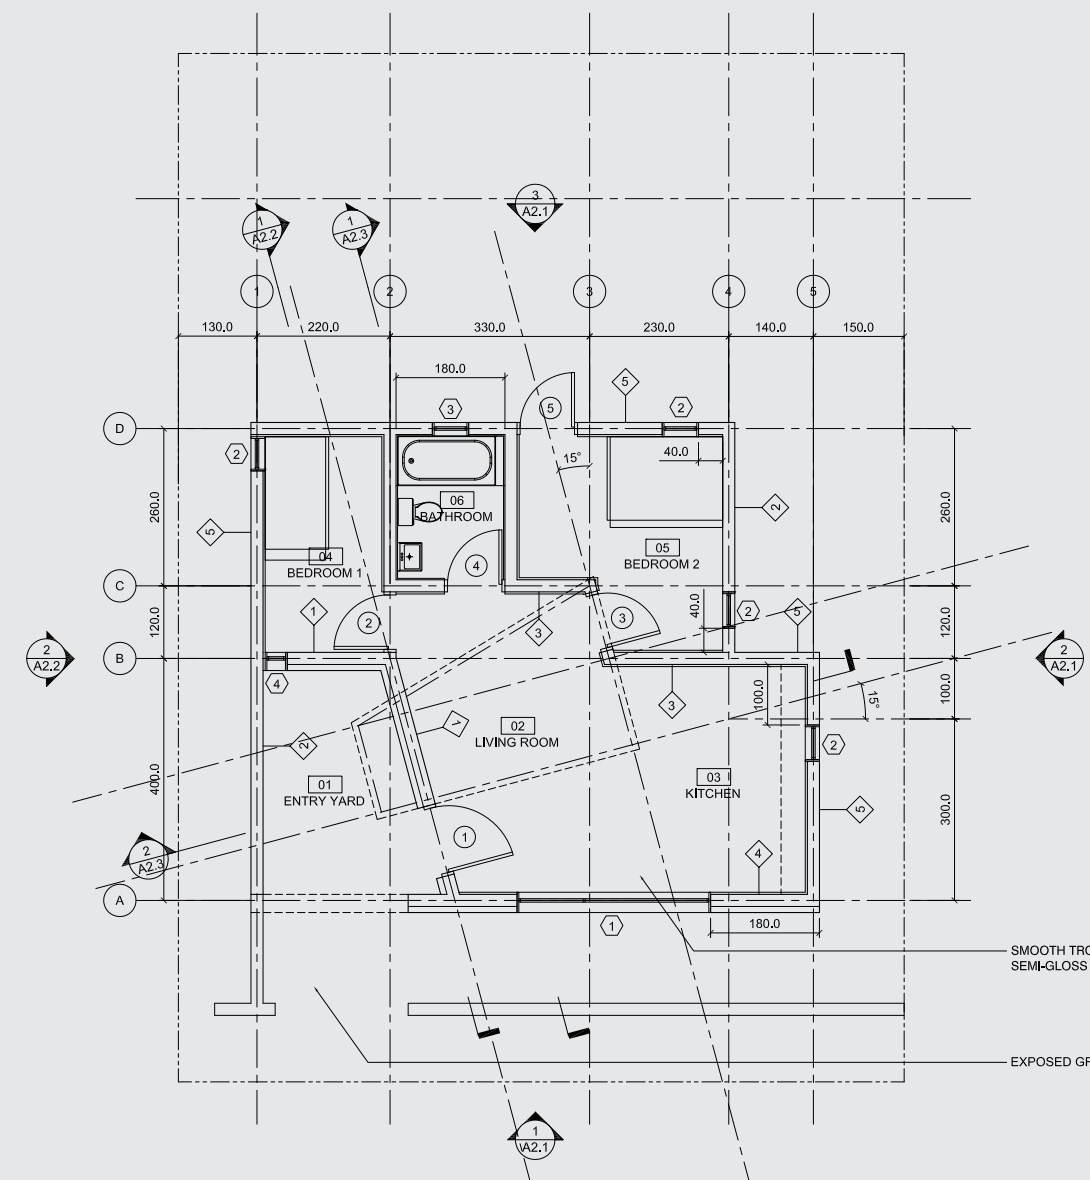 3
A2.1
1
A2.2
1
A2.3
1 2 3 4 5
130.0 220.0 330.0 230.0 140.0 150.0
180.0
5
3 5 2
D
2
15°
40.0
06
BATHROOM
260.0
2
260.0
5
04
BEDROOM 1
4
05
BEDROOM 2
C
1
2
3
3
40.0
2
5
120.0
120.0
2
A2.2
B
2
A2.1
4
7
02
LIVING ROOM
3
100.0
15°
100.0
2
2
01
ENTRY YARD
03
KITCHEN
400.0
5
300.0
1
2
A2.3
4
A
1
180.0
SMOOTH TRO
SEMI-GLOSS
EXPOSED GR
1
A2.1